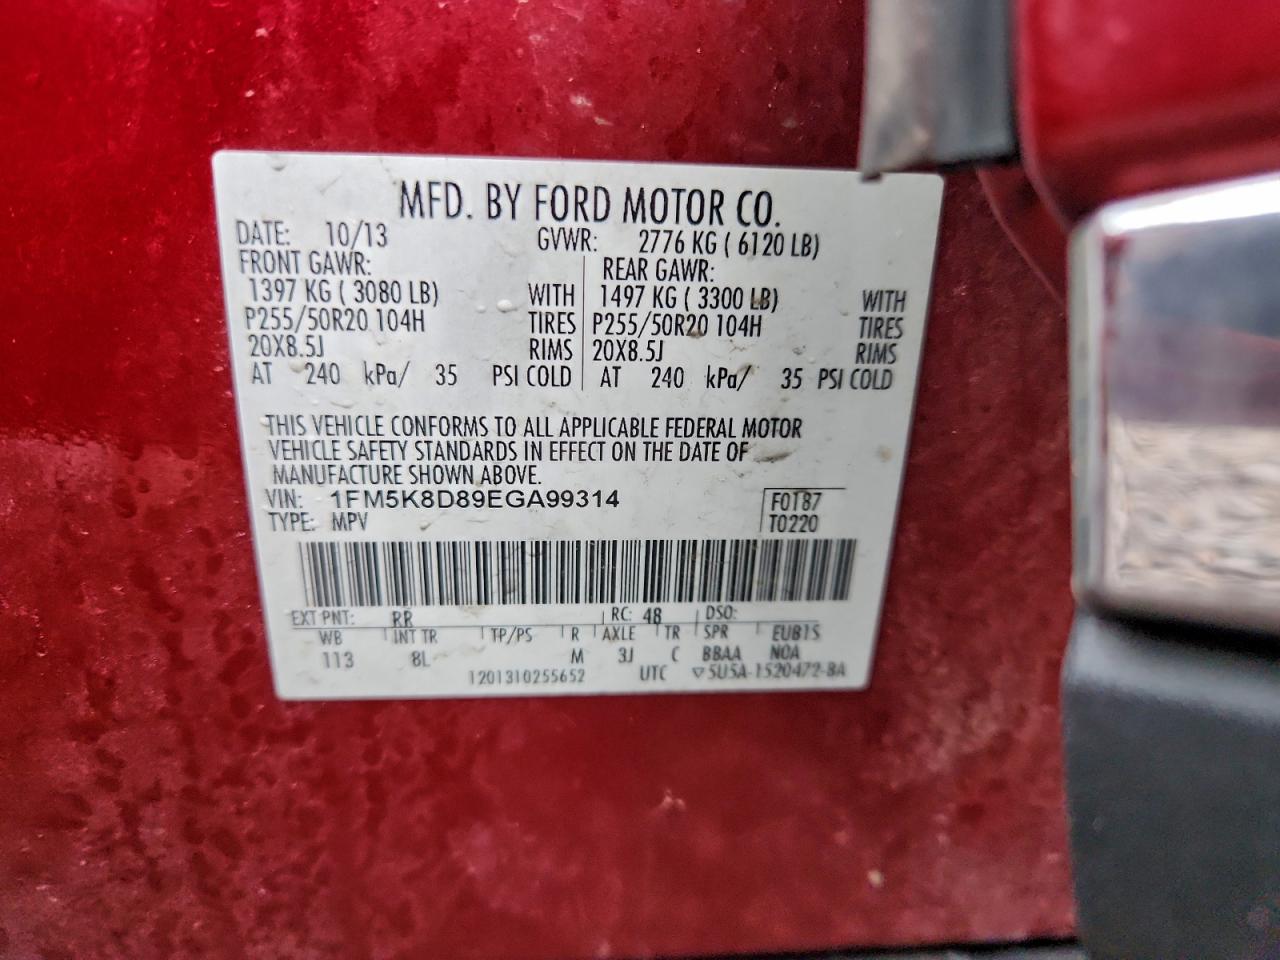 MFD. BY FORD MOTOR CO.
DATE: 10/13 GVWR: 2776 KG ( 6120 LB)
FRONT GAWR: REAR GAWR:
1397 KG ( 3080 LB) WITH 1497 KG ( 3300 LB) WITH
P255/50R20 104H TIRES P255/50R20 104H TIRES
20X8.5J RIMS 20X8.5J RIMS
AT 240 kPa/ 35 PSI COLD AT 240 kPa/ 35 PSI COLD
THIS VEHICLE CONFORMS TO ALL APPLICABLE FEDERAL MOTOR
VEHICLE SAFETY STANDARDS IN EFFECT ON THE DATE OF
MANUFACTURE SHOWN ABOVE.
VIN: 1FM5K8D89EGA99314 F0187
TYPE: MPV T0220
EXT PNT: RR RC: 48 DSO:
WB INT TR TP/PS R AXLE TR SPR EUB1S
113 8L M 3J C BBAA NOA
1201310255652 UTC ▽5U5A-1520472-BA